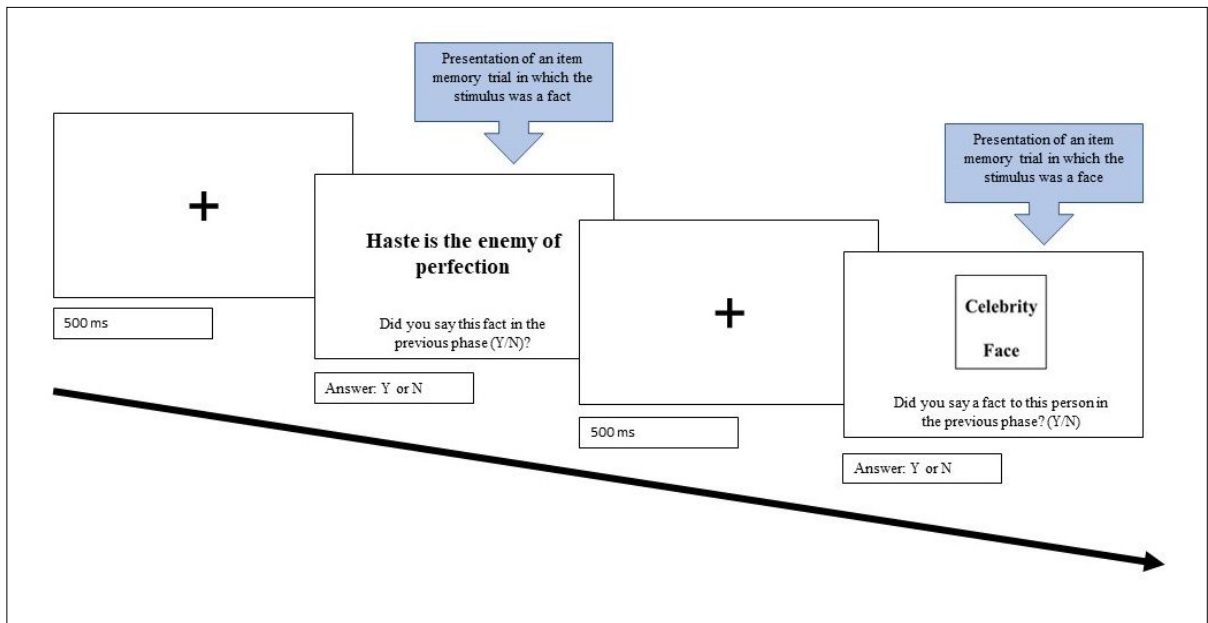 Presentation of an item
memory trial in which the
stimulus was a fact
+
500 ms
Haste is the enemy of
perfection
Did you say this fact in the
previous phase (Y/N)?
Answer: Y or N
+
500 ms
Presentation of an item
memory trial in which the
stimulus was a face
Celebrity
Face
Did you say a fact to this person in
the previous phase? (Y/N)
Answer: Y or N